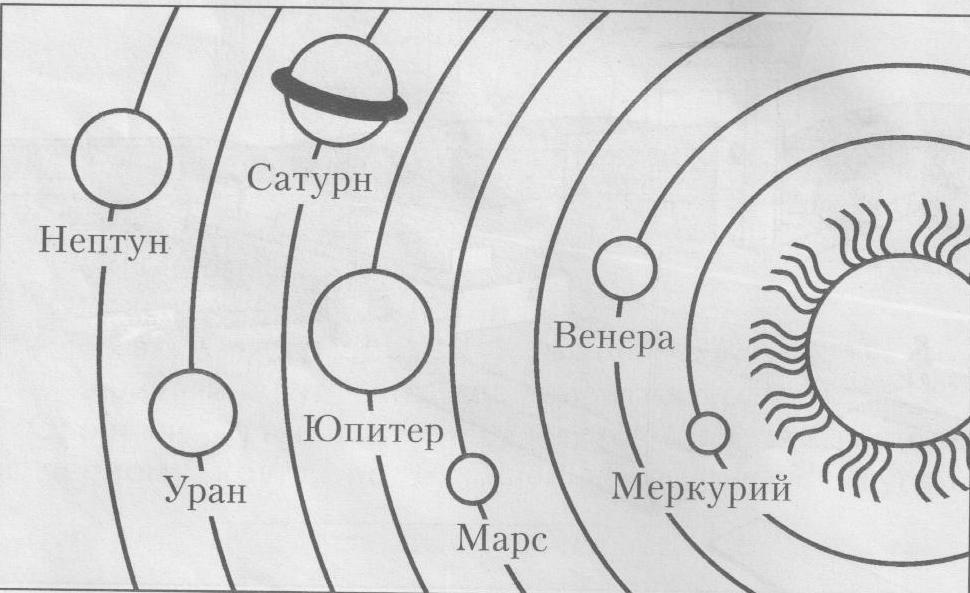 Сатурн
Нептун
Венера
Юпитер
Уран
Меркурий
Марс